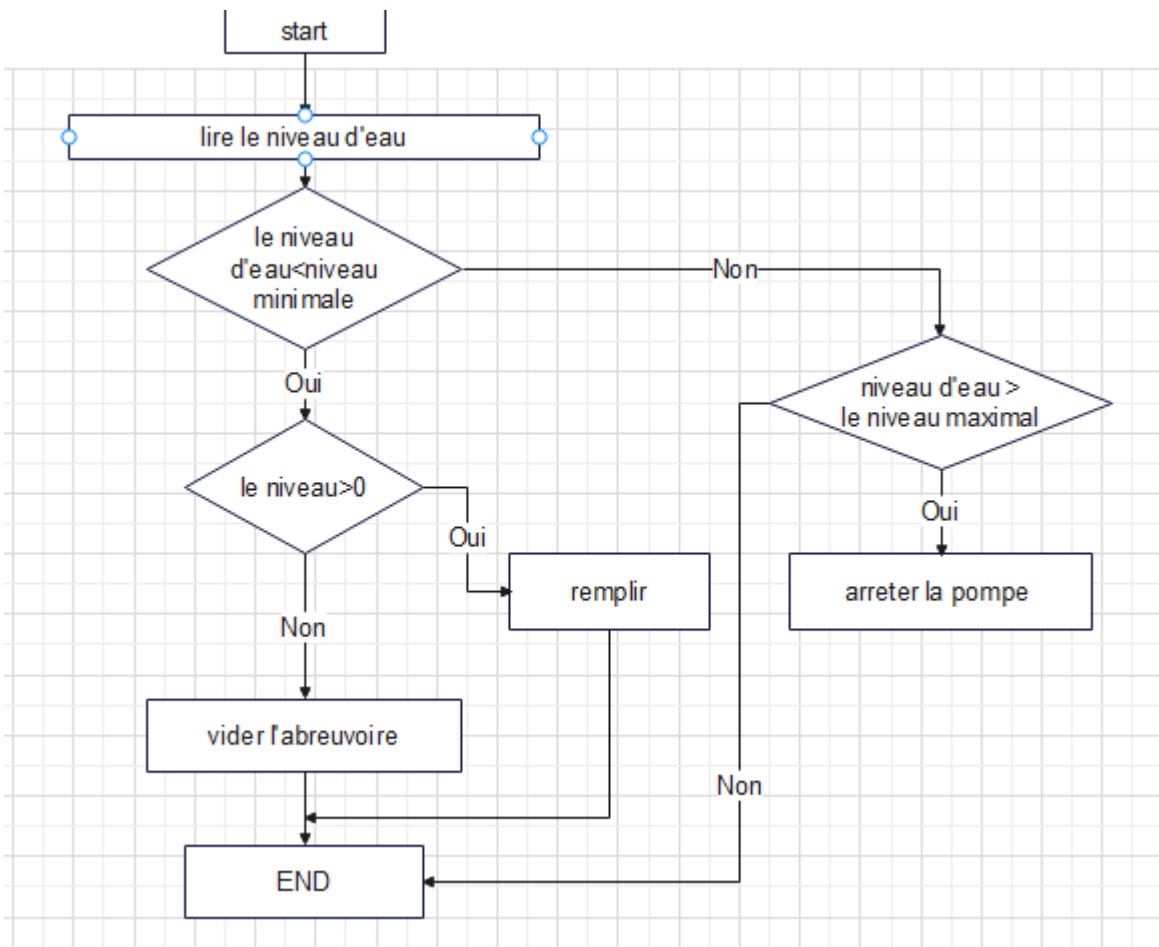 start
lire le niveau d'eau
le niveau
d'eau<niveau
minimale
Non
Oui
niveau d'eau >
le niveau maximal
le niveau>0
Oui
Oui
remplir
arreter la pompe
Non
vider l'abreuvoire
Non
END